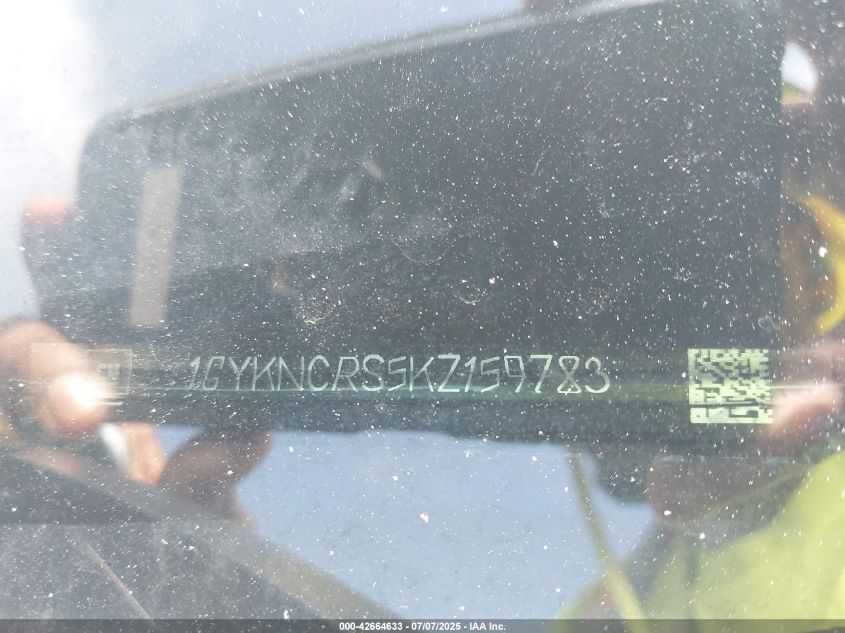 1GYKNCRS5KZ159783
000-42664633 - 07/07/2025 - IAA Inc.